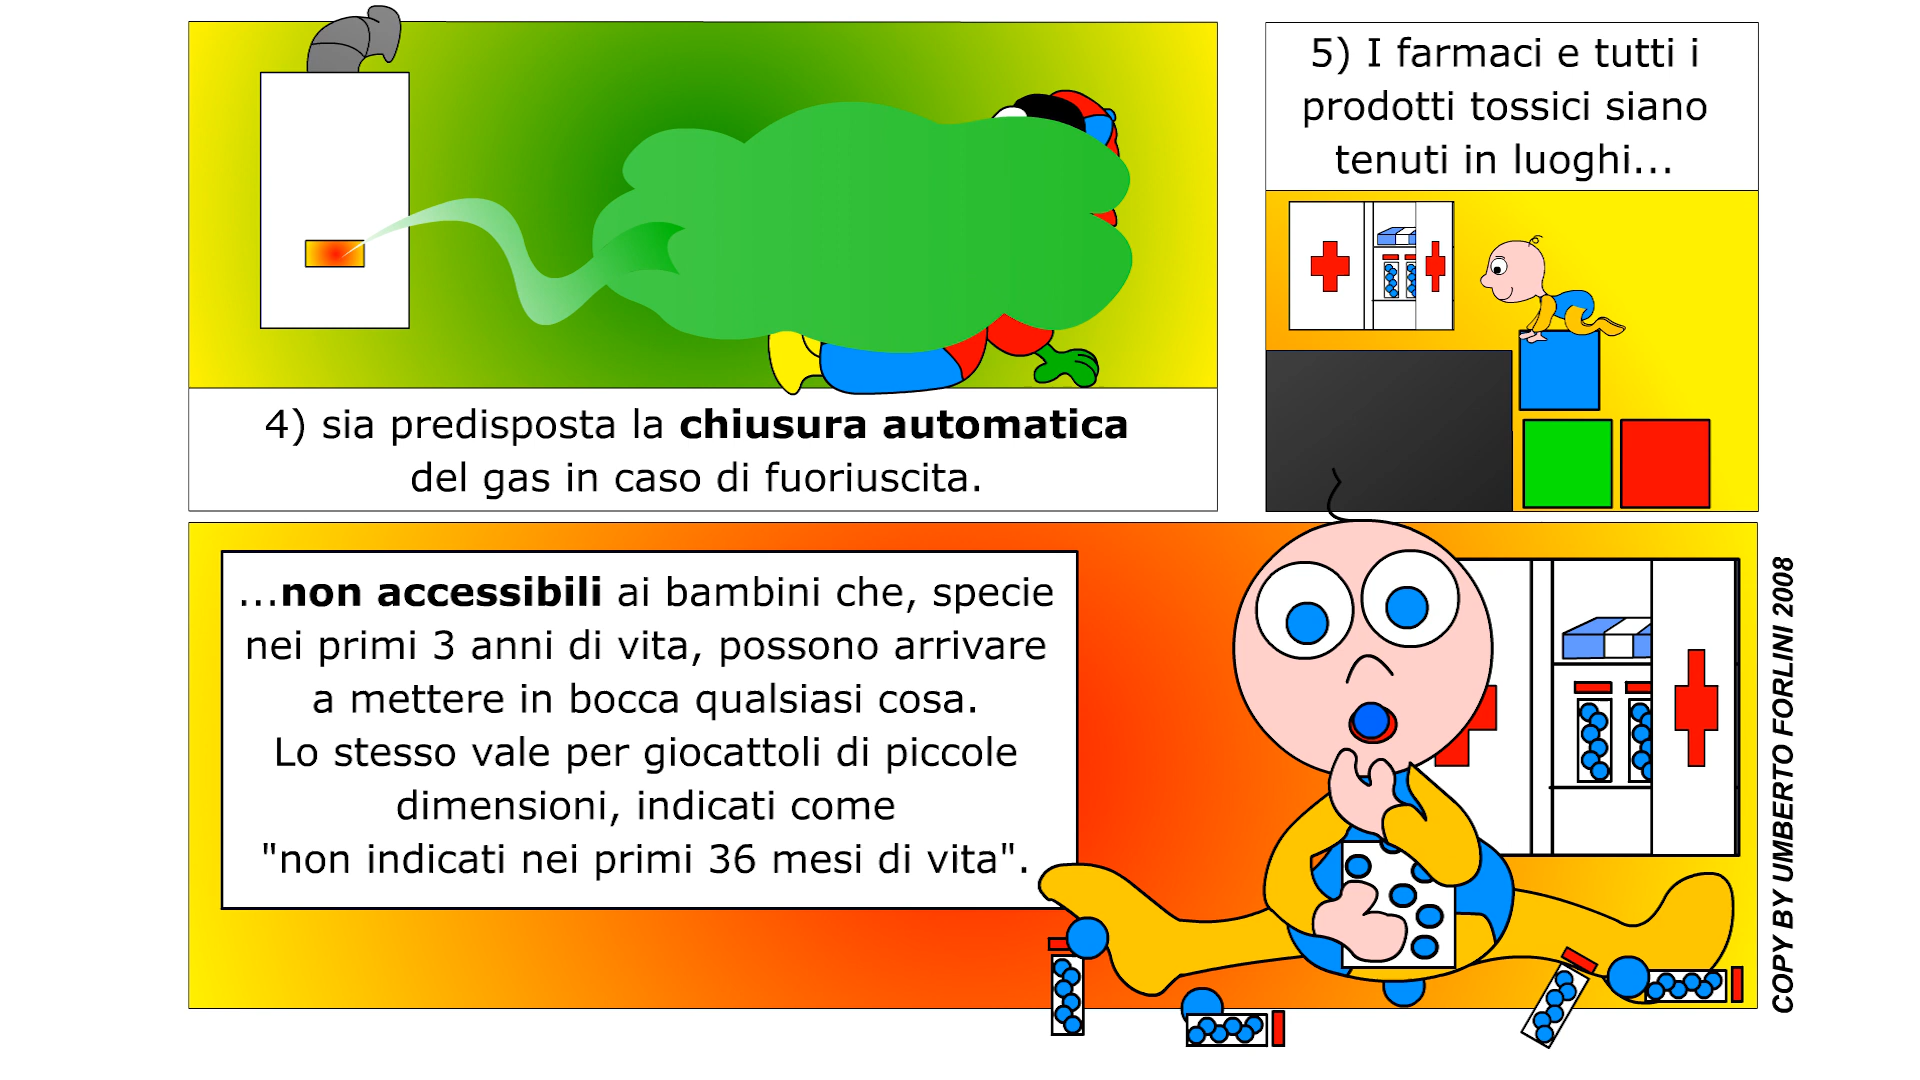 4) sia predisposta la chiusura automatica
del gas in caso di fuoriuscita.
5) I farmaci e tutti i
prodotti tossici siano
tenuti in luoghi...
...non accessibili ai bambini che, specie
nei primi 3 anni di vita, possono arrivare
a mettere in bocca qualsiasi cosa.
Lo stesso vale per giocattoli di piccole
dimensioni, indicati come
"non indicati nei primi 36 mesi di vita".
COPY BY UMBERTO FORLINI 2008